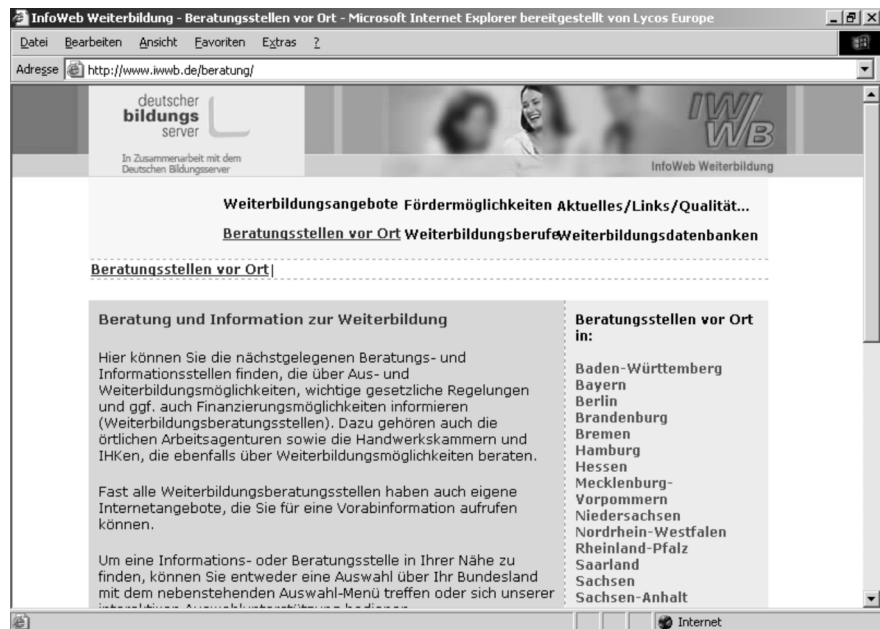 InfoWeb Weiterbildung - Beratungsstellen vor Ort - Microsoft Internet Explorer bereitgestellt von Lycos Europe
Datei Bearbeiten Ansicht Favoriten Extras ?
Adresse http://www.iwwb.de/beratung/
deutscher
bildungs
server
In Zusammenarbeit mit dem
Deutschen Bildungsserver
IWWB
InfoWeb Weiterbildung
Weiterbildungsangebote Fördermöglichkeiten Aktuelles/Links/Qualität...
Beratungsstellen vor Ort Weiterbildungsberufe Weiterbildungsdatenbanken
Beratungsstellen vor Ort|
Beratung und Information zur Weiterbildung
Hier können Sie die nächstgelegenen Beratungs- und
Informationsstellen finden, die über Aus- und
Weiterbildungsmöglichkeiten, wichtige gesetzliche Regelungen
und ggf. auch Finanzierungsmöglichkeiten informieren
(Weiterbildungsberatungsstellen). Dazu gehören auch die
örtlichen Arbeitsagenturen sowie die Handwerkskammern und
IHKen, die ebenfalls über Weiterbildungsmöglichkeiten beraten.
Fast alle Weiterbildungsberatungsstellen haben auch eigene
Internetangebote, die Sie für eine Vorabinformation aufrufen
können.
Um eine Informations- oder Beratungsstelle in Ihrer Nähe zu
finden, können Sie entweder eine Auswahl über Ihr Bundesland
mit dem nebenstehenden Auswahl-Menü treffen oder sich unserer
Beratungsstellen vor Ort
in:
Baden-Württemberg
Bayern
Berlin
Brandenburg
Bremen
Hamburg
Hessen
Mecklenburg-
Vorpommern
Niedersachsen
Nordrhein-Westfalen
Rheinland-Pfalz
Saarland
Sachsen
Sachsen-Anhalt
Internet